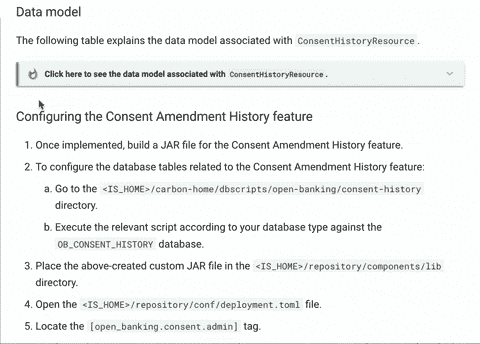 Data model
The following table explains the data model associated with ConsentHistoryResource .
Click here to see the data model associated with ConsentHistoryResource .
Configuring the Consent Amendment History feature
1. Once implemented, build a JAR file for the Consent Amendment History feature.
2. To configure the database tables related to the Consent Amendment History feature:
a. Go to the <IS_HOME>/carbon-home/dbscripts/open-banking/consent-history
directory.
b. Execute the relevant script according to your database type against the
OB_CONSENT_HISTORY database.
3. Place the above-created custom JAR file in the <IS_HOME>/repository/components/lib
directory.
4. Open the <IS_HOME>/repository/conf/deployment.toml file.
5. Locate the [open_banking.consent.admin] tag.